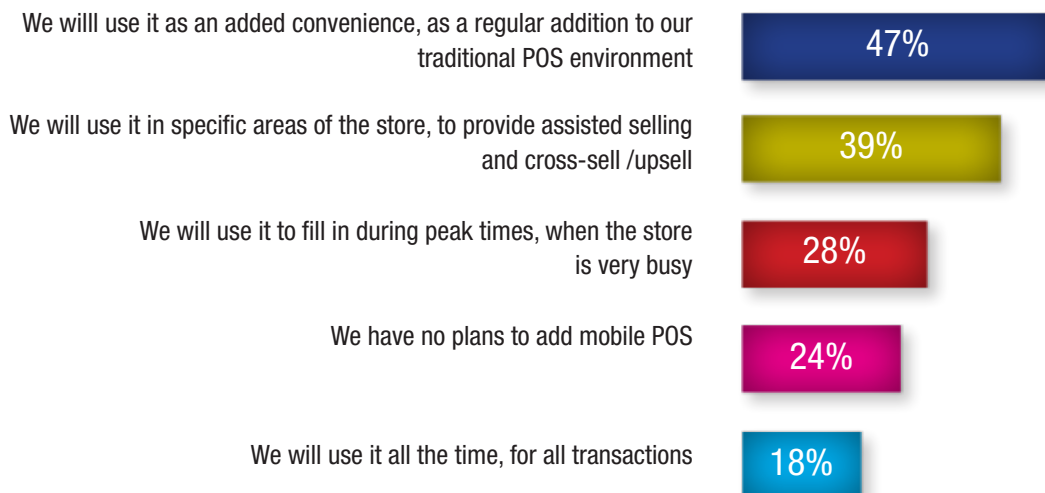 We willl use it as an added convenience, as a regular addition to our
traditional POS environment
47%
We will use it in specific areas of the store, to provide assisted selling
and cross-sell /upsell
39%
We will use it to fill in during peak times, when the store
is very busy
28%
We have no plans to add mobile POS
24%
We will use it all the time, for all transactions
18%